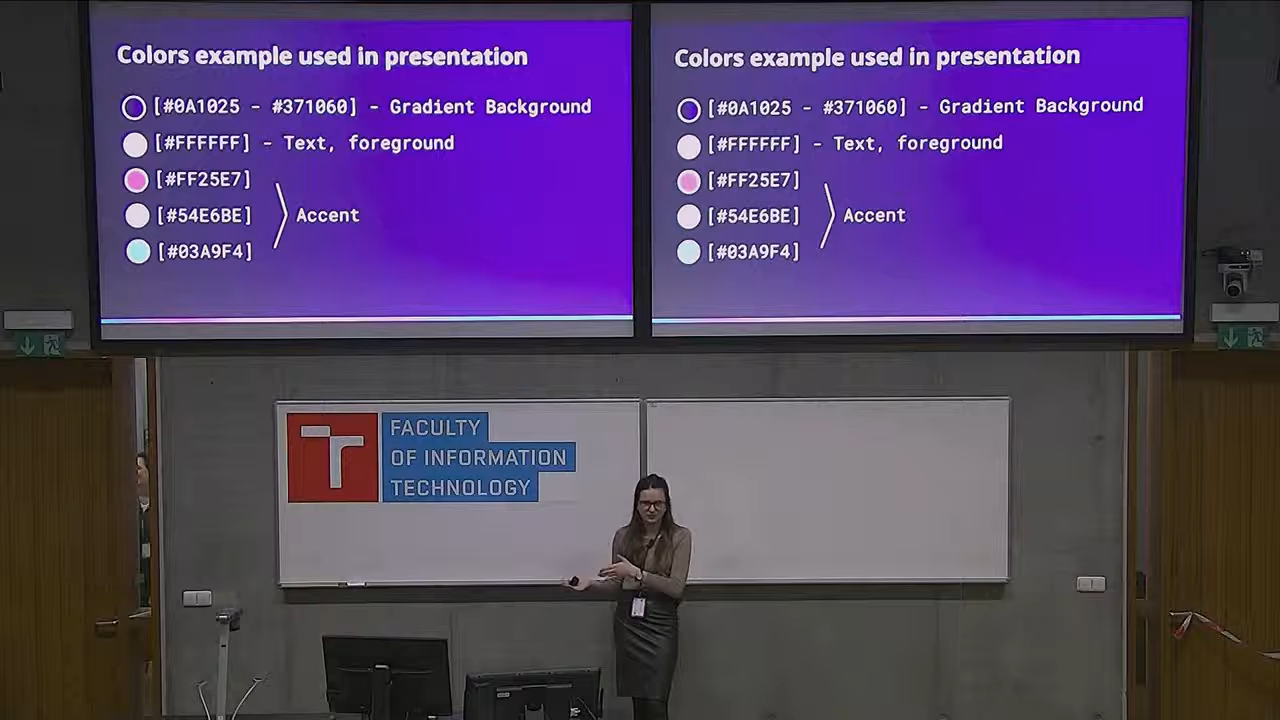 Colors example used in presentation
[#0A1025 - #371060] - Gradient Background
[#FFFFFF] - Text, foreground
[#FF25E7]
[#54E6BE]
Accent
[#03A9F4]
Colors example used in presentation
[#0A1025 - #371060] - Gradient Background
[#FFFFFF] - Text, foreground
[#FF25E7]
[#54E6BE]
Accent
[#03A9F4]
FACULTY
OF INFORMATION
TECHNOLOGY